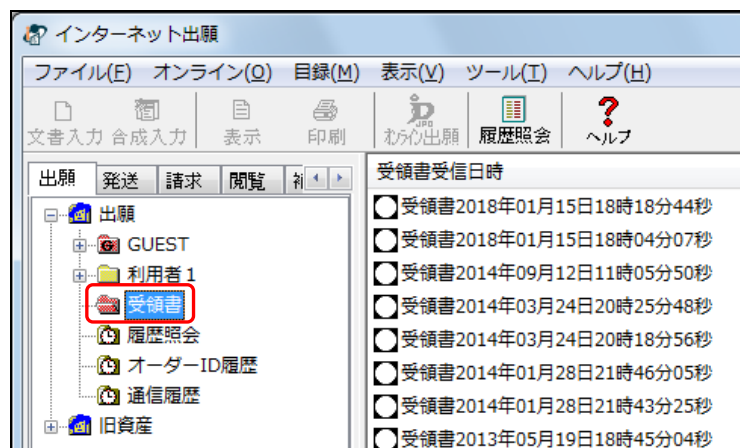 インターネット出願
ファイル(F) オンライン(O) 目録(M) 表示(V) ツール(T) ヘルプ(H)
文書入力 合成入力 表示 印刷 オンライン出願 履歴照会 ヘルプ
出願 発送 請求 閲覧
受領書受信日時
出願
GUEST
利用者1
受領書
履歴照会
オーダーID履歴
通信履歴
旧資産
受領書2018年01月15日18時18分44秒
受領書2018年01月15日18時04分07秒
受領書2014年09月12日11時05分50秒
受領書2014年03月24日20時25分48秒
受領書2014年03月24日20時18分56秒
受領書2014年01月28日21時46分05秒
受領書2014年01月28日21時43分25秒
受領書2013年05月19日18時45分04秒